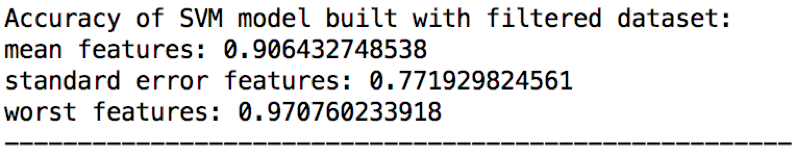 Accuracy of SVM model built with filtered dataset:
mean features: 0.906432748538
standard error features: 0.771929824561
worst features: 0.970760233918
------------------------------------------------------